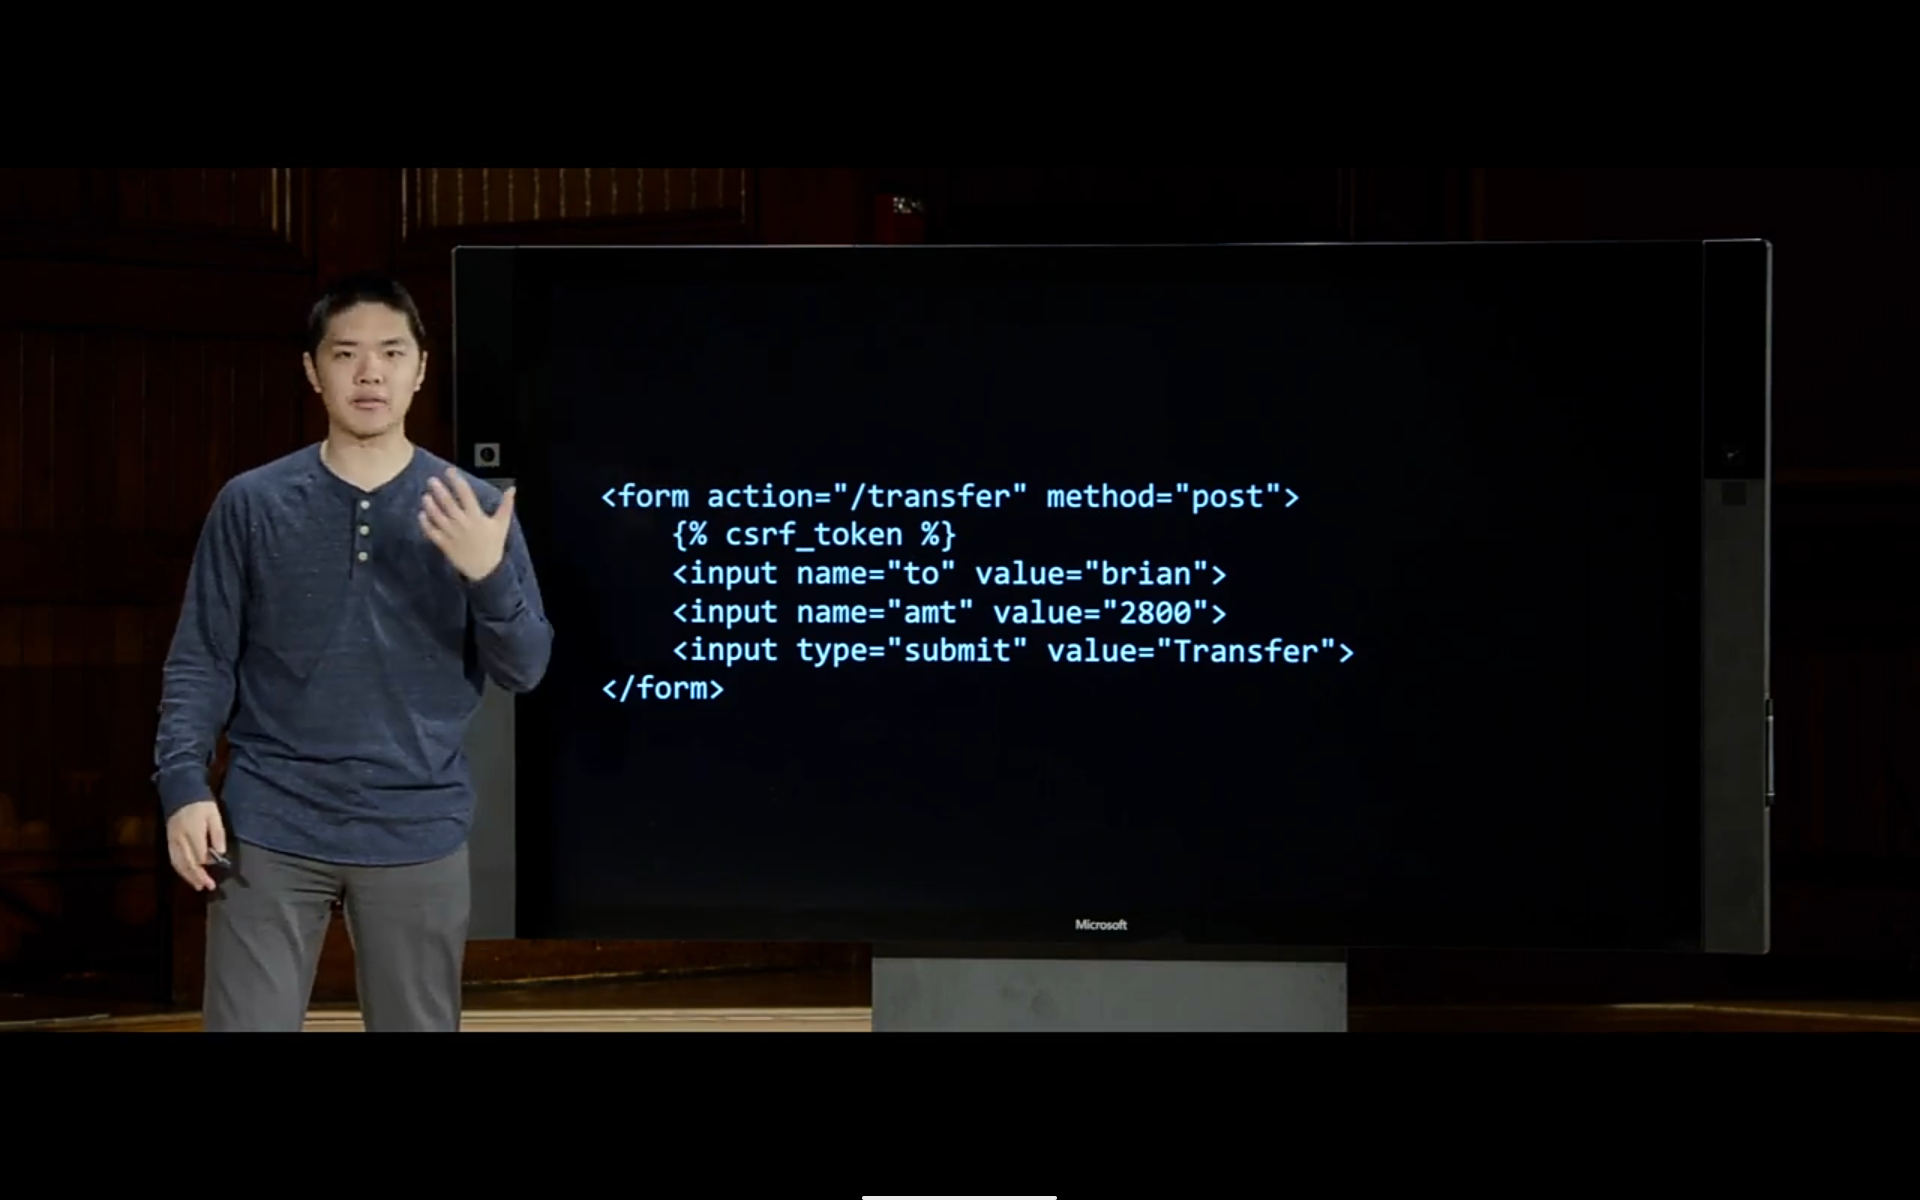 <form action="/transfer" method="post">
    {% csrf_token %}
    <input name="to" value="brian">
    <input name="amt" value="2800">
    <input type="submit" value="Transfer">
</form>
Microsoft